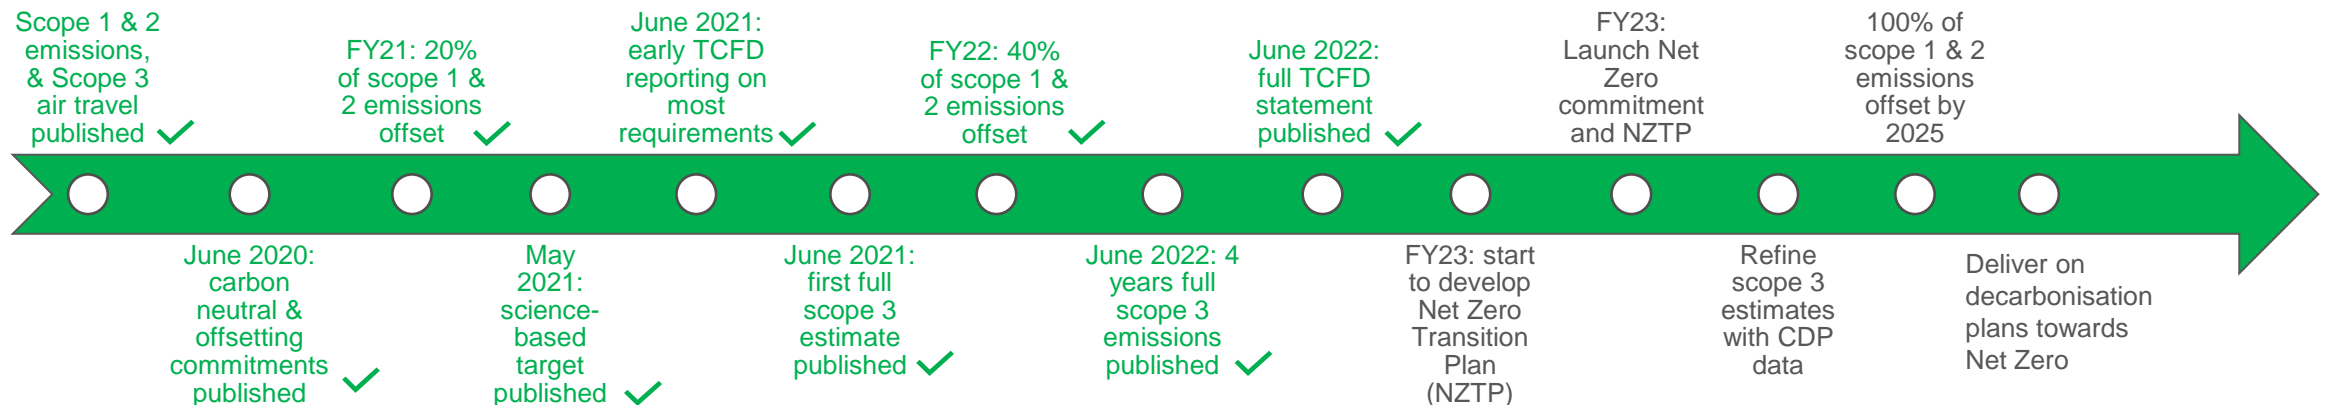 Scope 1 & 2
emissions,
& Scope 3
air travel
published
June 2020:
carbon
neutral &
offsetting
commitments
published
FY21: 20%
of scope 1 &
2 emissions
offset
May
2021:
science-
based
target
published
June 2021:
early TCFD
reporting on
most
requirements
June 2021:
first full
scope 3
estimate
published
FY22: 40%
of scope 1 &
2 emissions
offset
June 2022: 4
years full
scope 3
emissions
published
June 2022:
full TCFD
statement
published
FY23: start
to develop
Net Zero
Transition
Plan
(NZTP)
FY23:
Launch Net
Zero
commitment
and NZTP
Refine
scope 3
estimates
with CDP
data
100% of
scope 1 & 2
emissions
offset by
2025
Deliver on
decarbonisation
plans towards
Net Zero